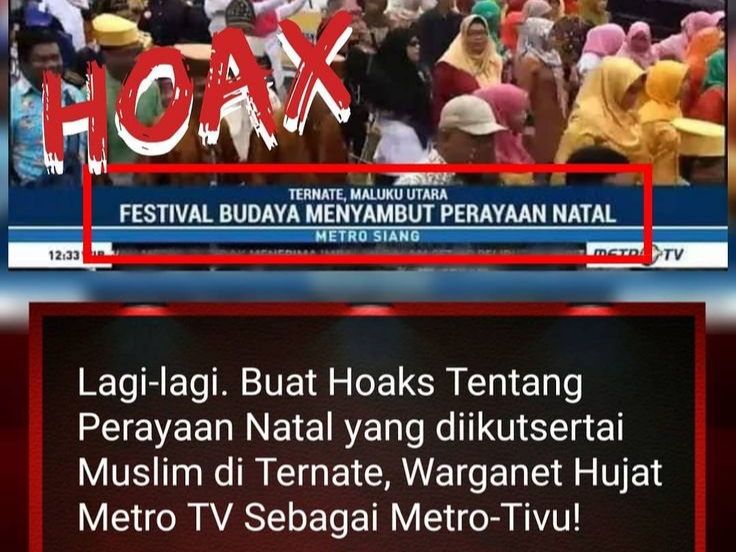 HOAX
TERNATE, MALUKU UTARA
FESTIVAL BUDAYA MENYAMBUT PERAYAAN NATAL
METRO SIANG
12:33
METRO TV
Lagi-lagi. Buat Hoaks Tentang
Perayaan Natal yang diikutsertai
Muslim di Ternate, Warganet Hujat
Metro TV Sebagai Metro-Tivu!